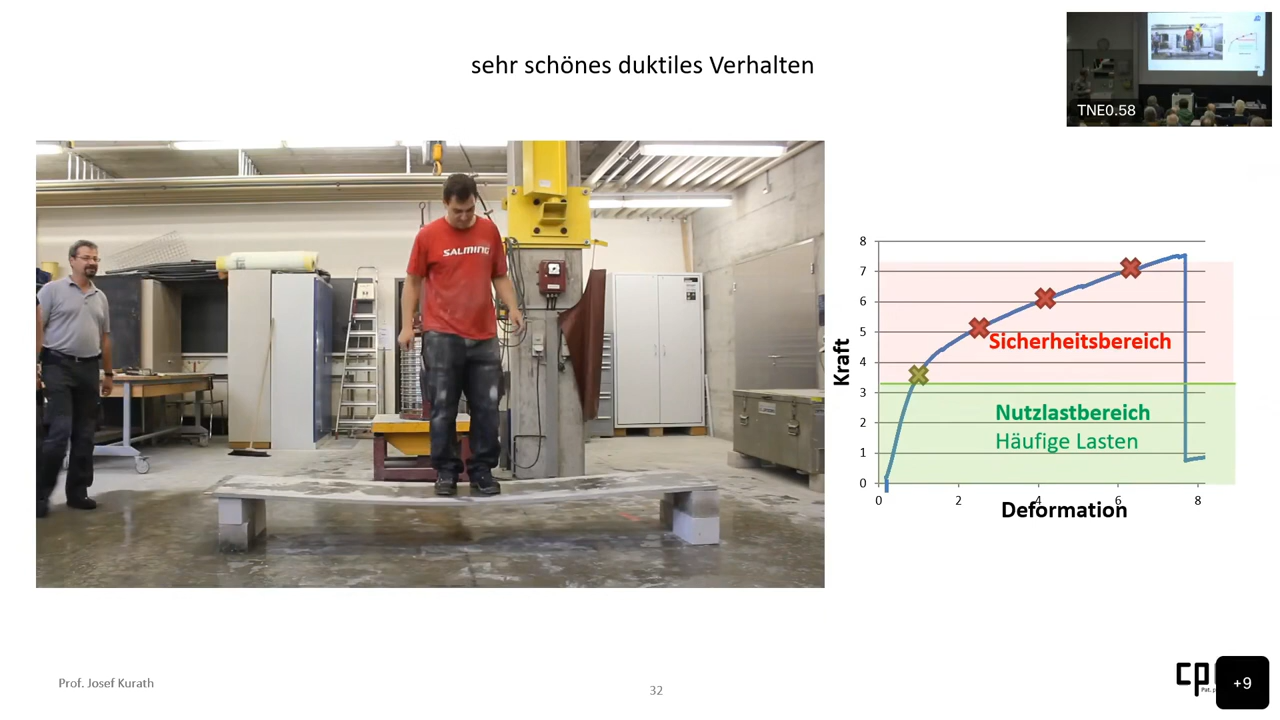 sehr schönes duktiles Verhalten
TNE0.58
SALMING
8
7
6
5
4
3
2
1
0
Kraft
Sicherheitsbereich
Nutzlastbereich
Häufige Lasten
0
2
4
6
8
Deformation
Prof. Josef Kurath
32
cp
+9